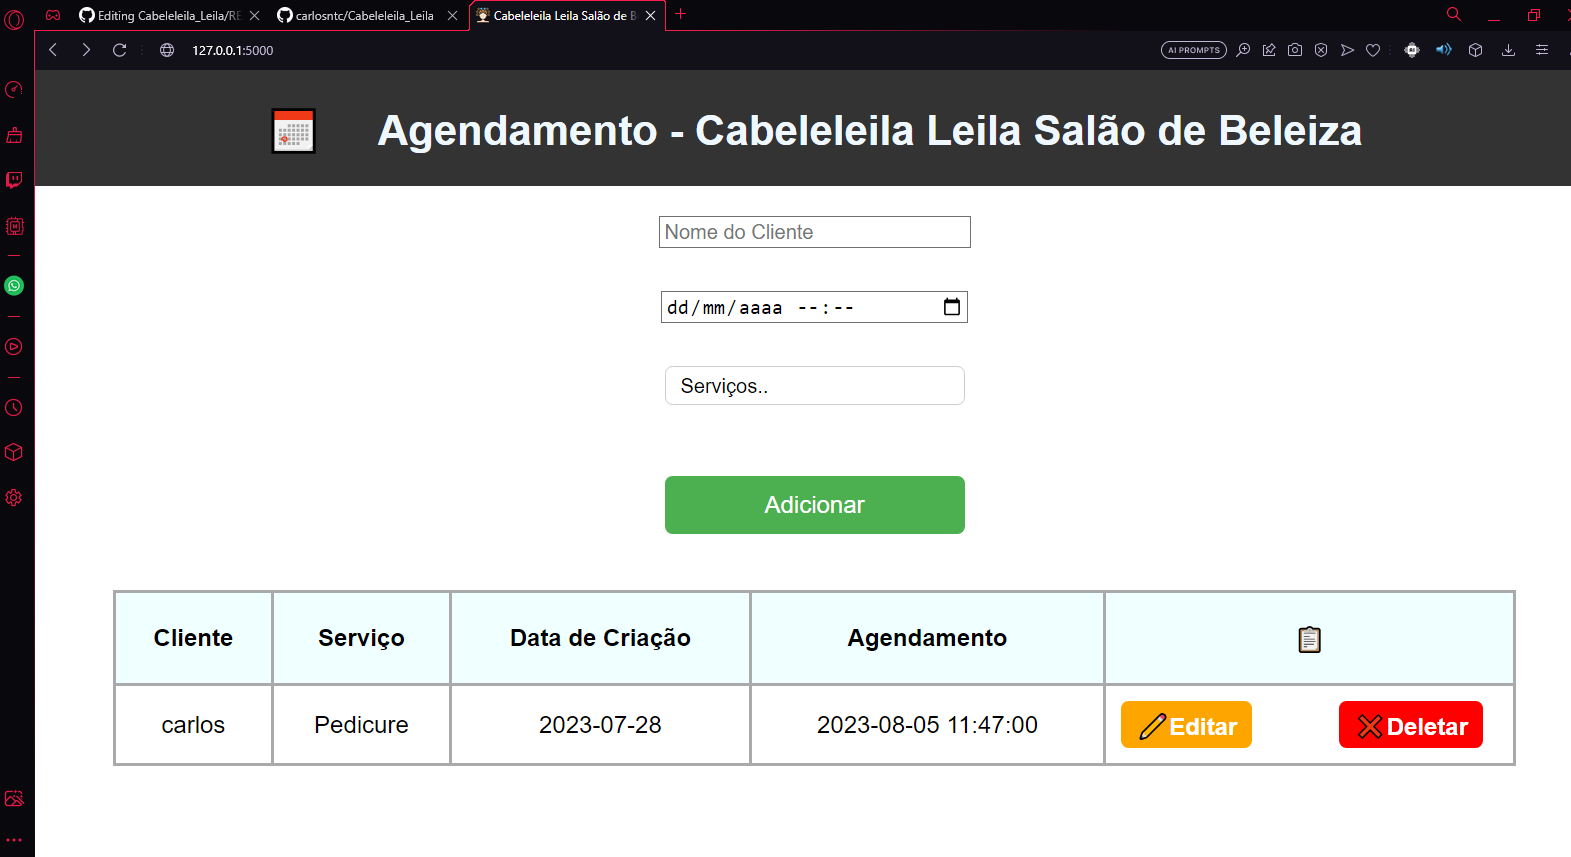 Editing Cabeleleila_Leila/RE
carlosntc/Cabeleleila_Leila
Cabeleleila Leila Salão de B
127.0.0.1:5000
AI PROMPTS
Agendamento - Cabeleleila Leila Salão de Beleiza
Nome do Cliente
dd/mm/aaaa --:--
Serviços..
Adicionar
Cliente Serviço Data de Criação Agendamento
carlos Pedicure 2023-07-28 2023-08-05 11:47:00 Editar Deletar